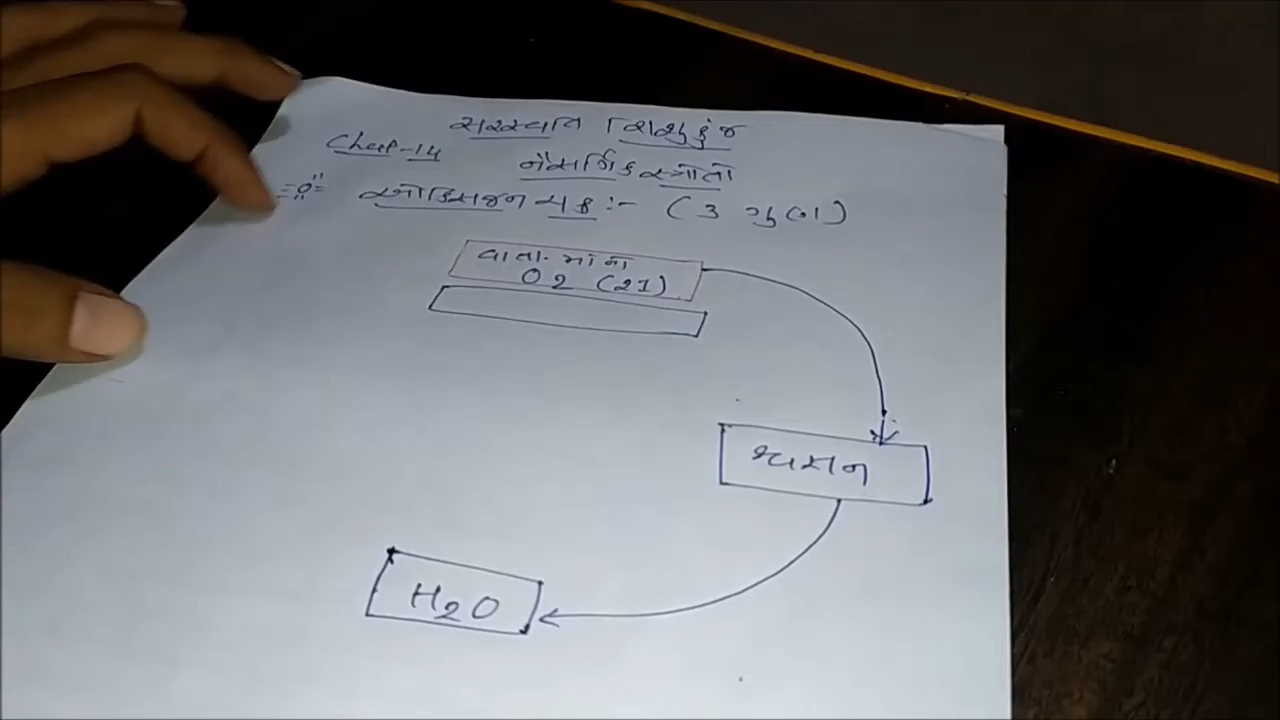 સરસ્વતિ શિશુકુંજ
Chap-14
નૈસર્ગિક સ્ત્રોતો
ઓક્સિજન ચક્ર :- (3 ગુણ)
વાતા. માંના
O2 (21)
શ્વસન
H2O